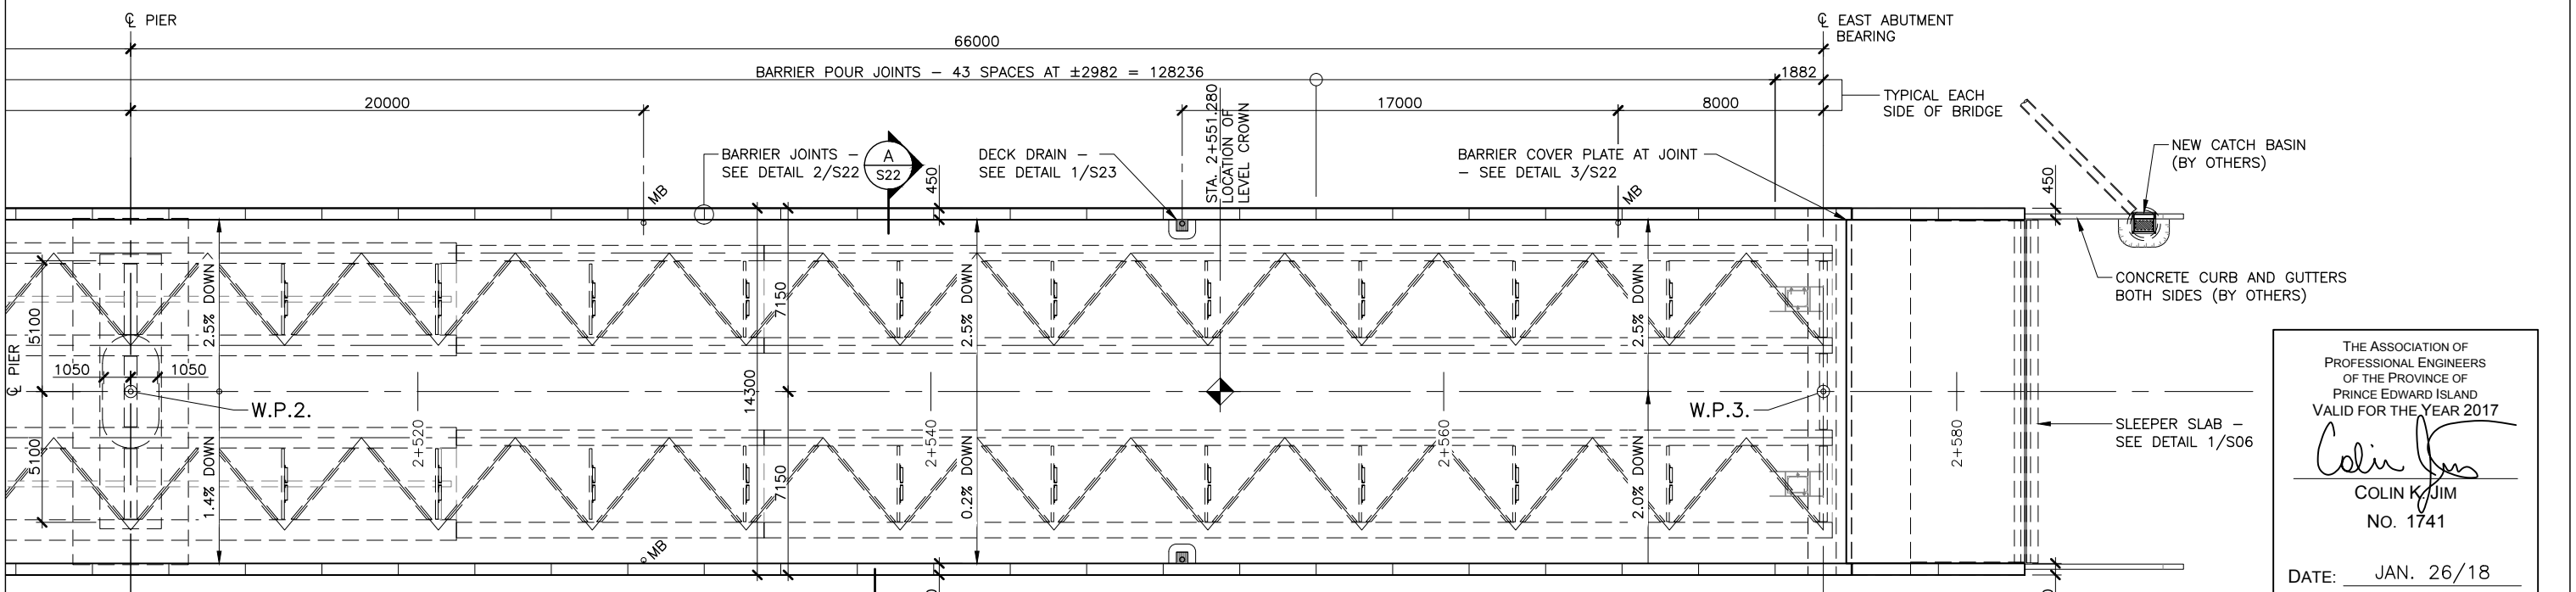 ℄ PIER
℄ EAST ABUTMENT
BEARING
66000
BARRIER POUR JOINTS – 43 SPACES AT ±2982 = 128236
1882
20000
17000
8000
TYPICAL EACH
SIDE OF BRIDGE
STA. 2+551.280
LOCATION OF
LEVEL CROWN
BARRIER JOINTS –
SEE DETAIL 2/S22
A
S22
450
DECK DRAIN –
SEE DETAIL 1/S23
BARRIER COVER PLATE AT JOINT
– SEE DETAIL 3/S22
NEW CATCH BASIN
(BY OTHERS)
450
MB
MB
CONCRETE CURB AND GUTTERS
BOTH SIDES (BY OTHERS)
5100
2.5% DOWN
7150
2.5% DOWN
2.5% DOWN
℄ PIER
1050
1050
14300
W.P.2.
W.P.3.
2+520
2+540
2+560
2+580
SLEEPER SLAB –
SEE DETAIL 1/S06
5100
1.4% DOWN
7150
0.2% DOWN
2.0% DOWN
MB
THE ASSOCIATION OF
PROFESSIONAL ENGINEERS
OF THE PROVINCE OF
PRINCE EDWARD ISLAND
VALID FOR THE YEAR 2017
COLIN K. JIM
NO. 1741
DATE: JAN. 26/18